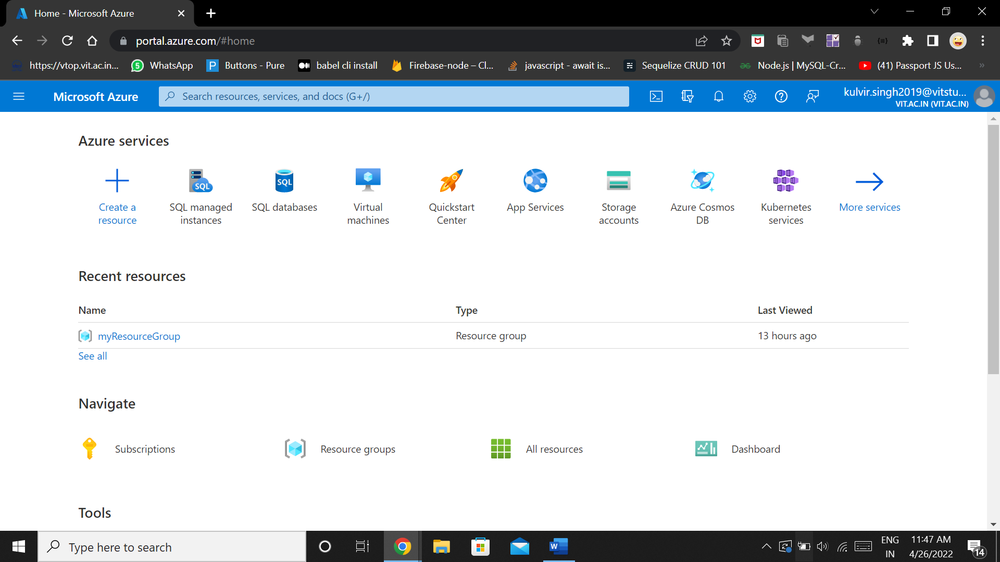 Home - Microsoft Azure
portal.azure.com/#home
https://vtop.vit.ac.in... 5 WhatsApp P Buttons - Pure babel cli install Firebase-node – Cl... javascript - await is... Sequelize CRUD 101 Node.js | MySQL-Cr... (41) Passport JS Us... »
Microsoft Azure
Search resources, services, and docs (G+/)
kulvir.singh2019@vitstu...
VIT.AC.IN (VIT.AC.IN)
Azure services
Create a resource
SQL
SQL managed instances
SQL
SQL databases
Virtual machines
Quickstart Center
App Services
Storage accounts
Azure Cosmos DB
Kubernetes services
More services
Recent resources
Name Type Last Viewed
myResourceGroup Resource group 13 hours ago
See all
Navigate
Subscriptions Resource groups All resources Dashboard
Tools
Type here to search
W
ENG
IN
11:47 AM
4/26/2022
14